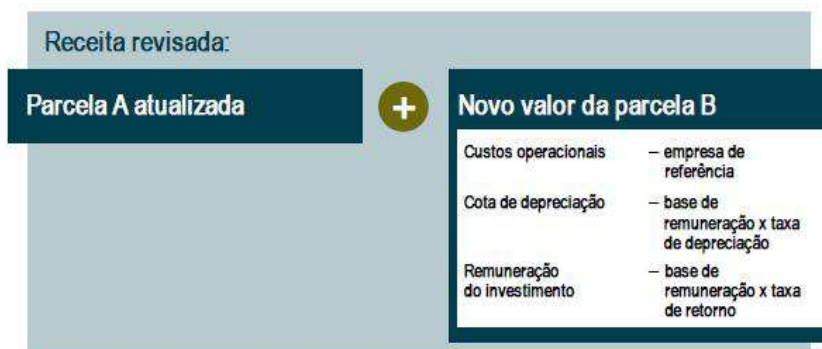 Receita revisada:
Parcela A atualizada
+
Novo valor da parcela B
Custos operacionais – empresa de
referência
Cota de depreciação – base de
remuneração x taxa
de depreciação
Remuneração – base de
do investimento remuneração x taxa
de retorno